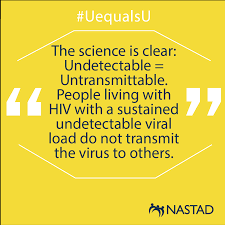 #UequalsU
The science is clear:
Undetectable =
Untransmittable.
People living with
HIV with a sustained
undetectable viral
load do not transmit
the virus to others.
NASTAD